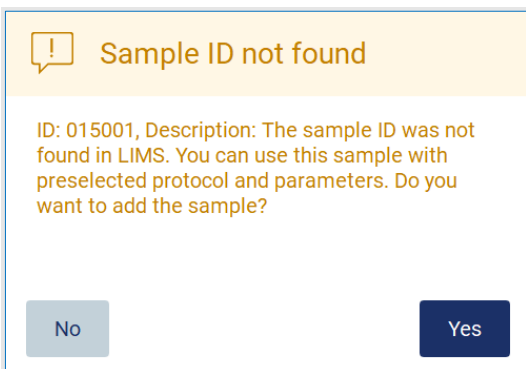 !
Sample ID not found
ID: 015001, Description: The sample ID was not
found in LIMS. You can use this sample with
preselected protocol and parameters. Do you
want to add the sample?
No
Yes